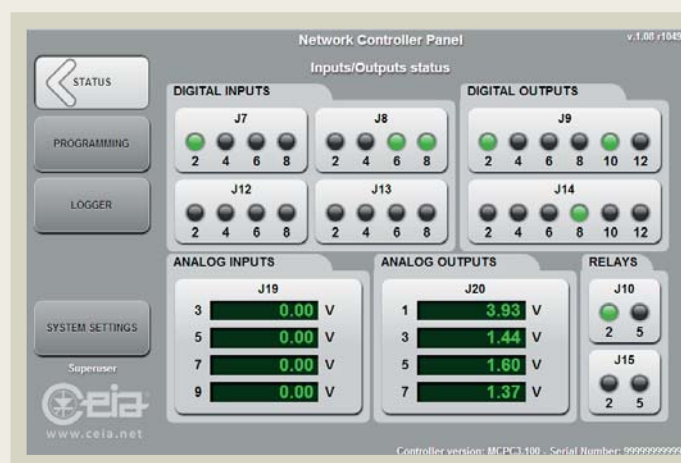 Network Controller Panel
v.1.08 r1049
Inputs/Outputs status
STATUS
PROGRAMMING
LOGGER
SYSTEM SETTINGS
Superuser
Ceia
www.ceia.net
DIGITAL INPUTS
J7
2 4 6 8
J8
2 4 6 8
J12
2 4 6 8
J13
2 4 6 8
DIGITAL OUTPUTS
J9
2 4 6 8 10 12
J14
2 4 6 8 10 12
ANALOG INPUTS
J19
3 0.00 V
5 0.00 V
7 0.00 V
9 0.00 V
ANALOG OUTPUTS
J20
1 3.93 V
3 1.44 V
5 1.60 V
7 1.37 V
RELAYS
J10
2 5
J15
2 5
Controller version: MCPC3.100 - Serial Number: 99999999999